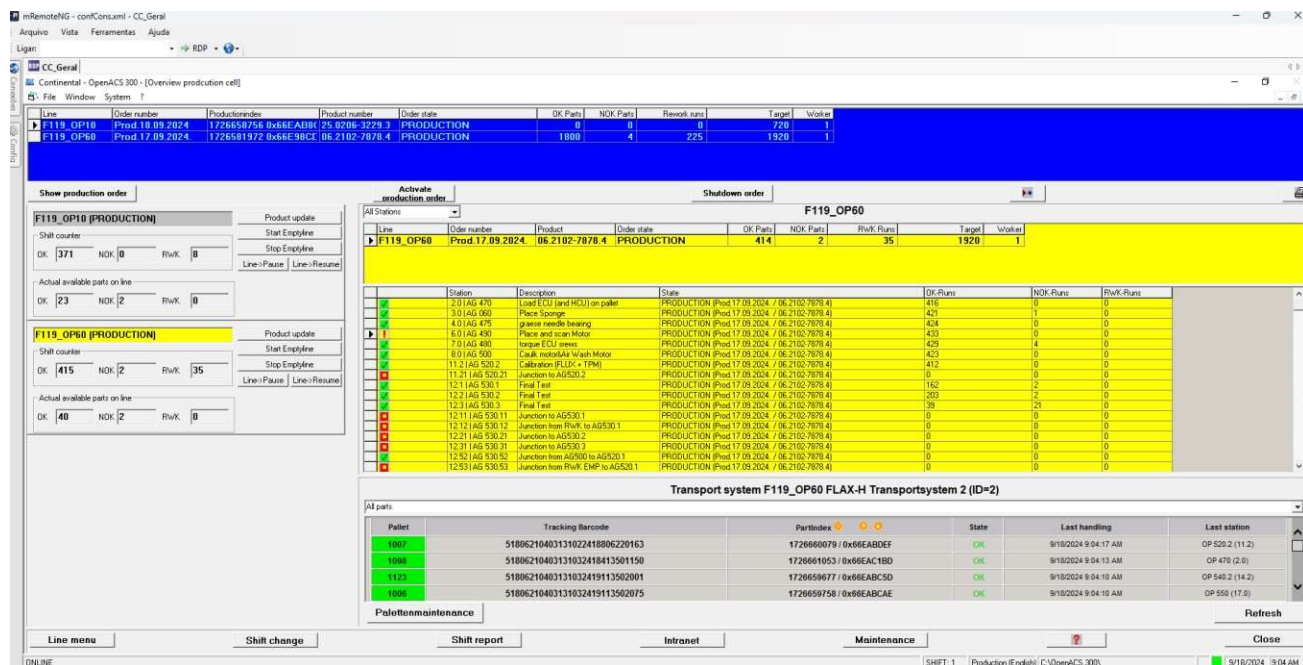 mRemoteNG - confCons.xml - CC_Geral
Arquivo Vista Ferramentas Ajuda
Ligar: RDP
CC_Geral
Continental - OpenACS 300 - [Overview prodcution cell]
File Window System ?
Line Order number Productionindex Product number Order state OK Parts NOK Parts Rework runs Target Worker
F119_OP10 Prod.18.09.2024 25.0206-3229.3 PRODUCTION 0 0 0 720 1
F119_OP60 Prod.17.09.2024. 06.2102-7878.4 PRODUCTION 1800 4 225 1920 1
Show production order Activate production order Shutdown order
F119_OP10 (PRODUCTION) Product update
Shift counter Start Emptyline
OK 371 NOK 0 RWK 8 Stop Emptyline
Line->Pause Line->Resume
Actual available parts on line
OK 23 NOK 2 RWK 0
F119_OP60 (PRODUCTION) Product update
Shift counter Start Emptyline
OK 415 NOK 2 RWK 35 Stop Emptyline
Line->Pause Line->Resume
Actual available parts on line
OK 40 NOK 2 RWK 0
All Stations F119_OP60
Line Oder number Product Order state OK Parts NOK Parts RWK Runs Target Worker
F119_OP60 Prod.17.09.2024. 06.2102-7878.4 PRODUCTION 414 2 35 1920 1
Station Description State OK-Runs NOK-Runs RWK-Runs
2.0 | AG 470 Load ECU (and HCU) on pallet PRODUCTION (Prod.17.09.2024. / 06.2102-7878.4) 416 0 0
3.0 | AG 060 Place Sponge PRODUCTION (Prod.17.09.2024. / 06.2102-7878.4) 421 1 0
4.0 | AG 475 graese needle bearing PRODUCTION (Prod.17.09.2024. / 06.2102-7878.4) 424 0 0
6.0 | AG 490 Place and scan Motor PRODUCTION (Prod.17.09.2024. / 06.2102-7878.4) 433 0 0
7.0 | AG 480 torque ECU srews PRODUCTION (Prod.17.09.2024. / 06.2102-7878.4) 429 4 0
8.0 | AG 500 Caulk motor&Air Wash Motor PRODUCTION (Prod.17.09.2024. / 06.2102-7878.4) 423 0 0
11.2 | AG 520.2 Calibration (FLUX + TPM) PRODUCTION (Prod.17.09.2024. / 06.2102-7878.4) 412 0 0
11.21 | AG 520.21 Junction to AG520.2 PRODUCTION (Prod.17.09.2024. / 06.2102-7878.4) 0 0 0
12.1 | AG 530.1 Final Test PRODUCTION (Prod.17.09.2024. / 06.2102-7878.4) 162 2 0
12.2 | AG 530.2 Final Test PRODUCTION (Prod.17.09.2024. / 06.2102-7878.4) 203 2 0
12.3 | AG 530.3 Final Test PRODUCTION (Prod.17.09.2024. / 06.2102-7878.4) 39 21 0
12.11 | AG 530.11 Junction to AG530.1 PRODUCTION (Prod.17.09.2024. / 06.2102-7878.4) 0 0 0
12.12 | AG 530.12 Junction from RWK to AG530.1 PRODUCTION (Prod.17.09.2024. / 06.2102-7878.4) 0 0 0
12.21 | AG 530.21 Junction to AG530.2 PRODUCTION (Prod.17.09.2024. / 06.2102-7878.4) 0 0 0
12.31 | AG 530.31 Junction to AG530.3 PRODUCTION (Prod.17.09.2024. / 06.2102-7878.4) 0 0 0
12.52 | AG 530.52 Junction from AG500 to AG520.1 PRODUCTION (Prod.17.09.2024. / 06.2102-7878.4) 0 0 0
12.53 | AG 530.53 Junction from RWK EMP to AG520.1 PRODUCTION (Prod.17.09.2024. / 06.2102-7878.4) 0 0 0
Transport system F119_OP60 FLAX-H Transportsystem 2 (ID=2)
All parts
Pallet Tracking Barcode PartIndex State Last handling Last station
1007 5180621040313102241880622 0163 1726660079 / 0x66EABDEF OK 9/18/2024 9:04:17 AM OP 520.2 (11.2)
1008 51806210403131032418413501150 1726661053 / 0x66EAC1BD OK 9/18/2024 9:04:13 AM OP 470 (2.0)
1123 51806210403131032419113502001 1726659677 / 0x66EABC5D OK 9/18/2024 9:04:10 AM OP 540.2 (14.2)
1006 51806210403131032419113502075 1726659758 / 0x66EABCAE OK 9/18/2024 9:04:10 AM OP 550 (17.0)
Palettenmaintenance Refresh
Line menu Shift change Shift report Intranet Maintenance ? Close
ONLINE SHIFT: 1 Production (English) C:\OpenACS 300\ 9/18/2024 9:04 AM